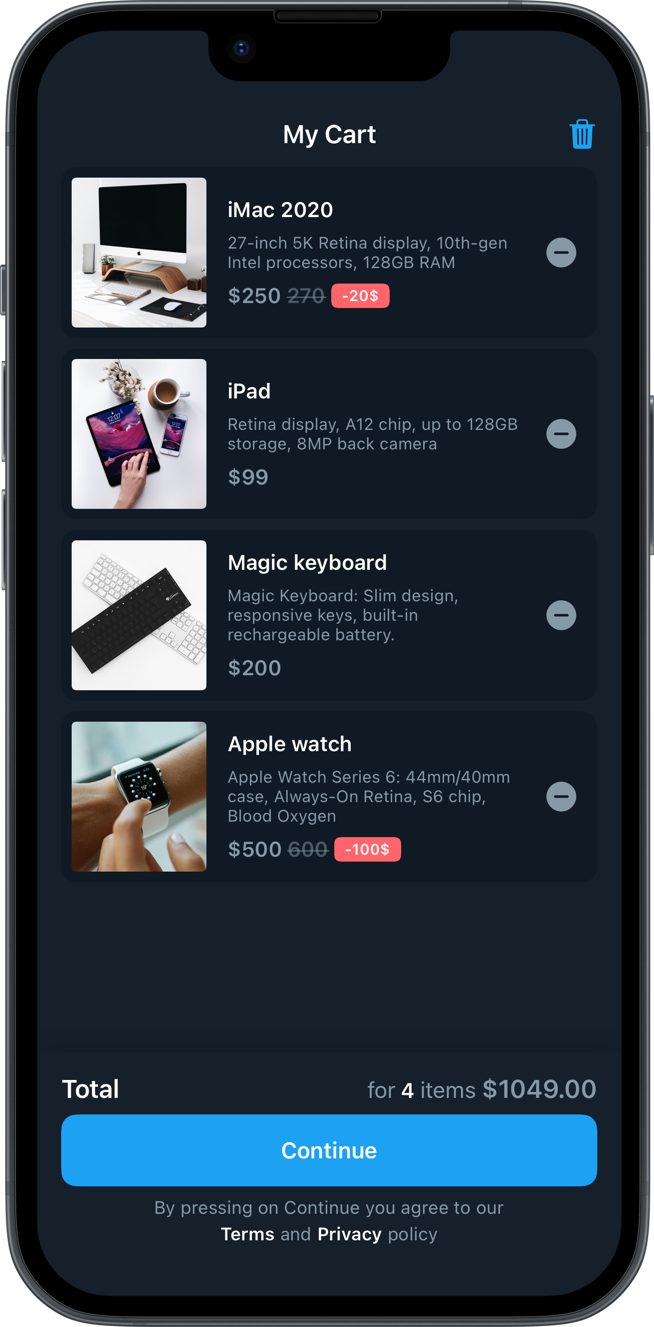 My Cart
iMac 2020
27-inch 5K Retina display, 10th-gen
Intel processors, 128GB RAM
$250 270 -20$
iPad
Retina display, A12 chip, up to 128GB
storage, 8MP back camera
$99
Magic keyboard
Magic Keyboard: Slim design,
responsive keys, built-in
rechargeable battery.
$200
Apple watch
Apple Watch Series 6: 44mm/40mm
case, Always-On Retina, S6 chip,
Blood Oxygen
$500 600 -100$
Total for 4 items $1049.00
Continue
By pressing on Continue you agree to our
Terms and Privacy policy